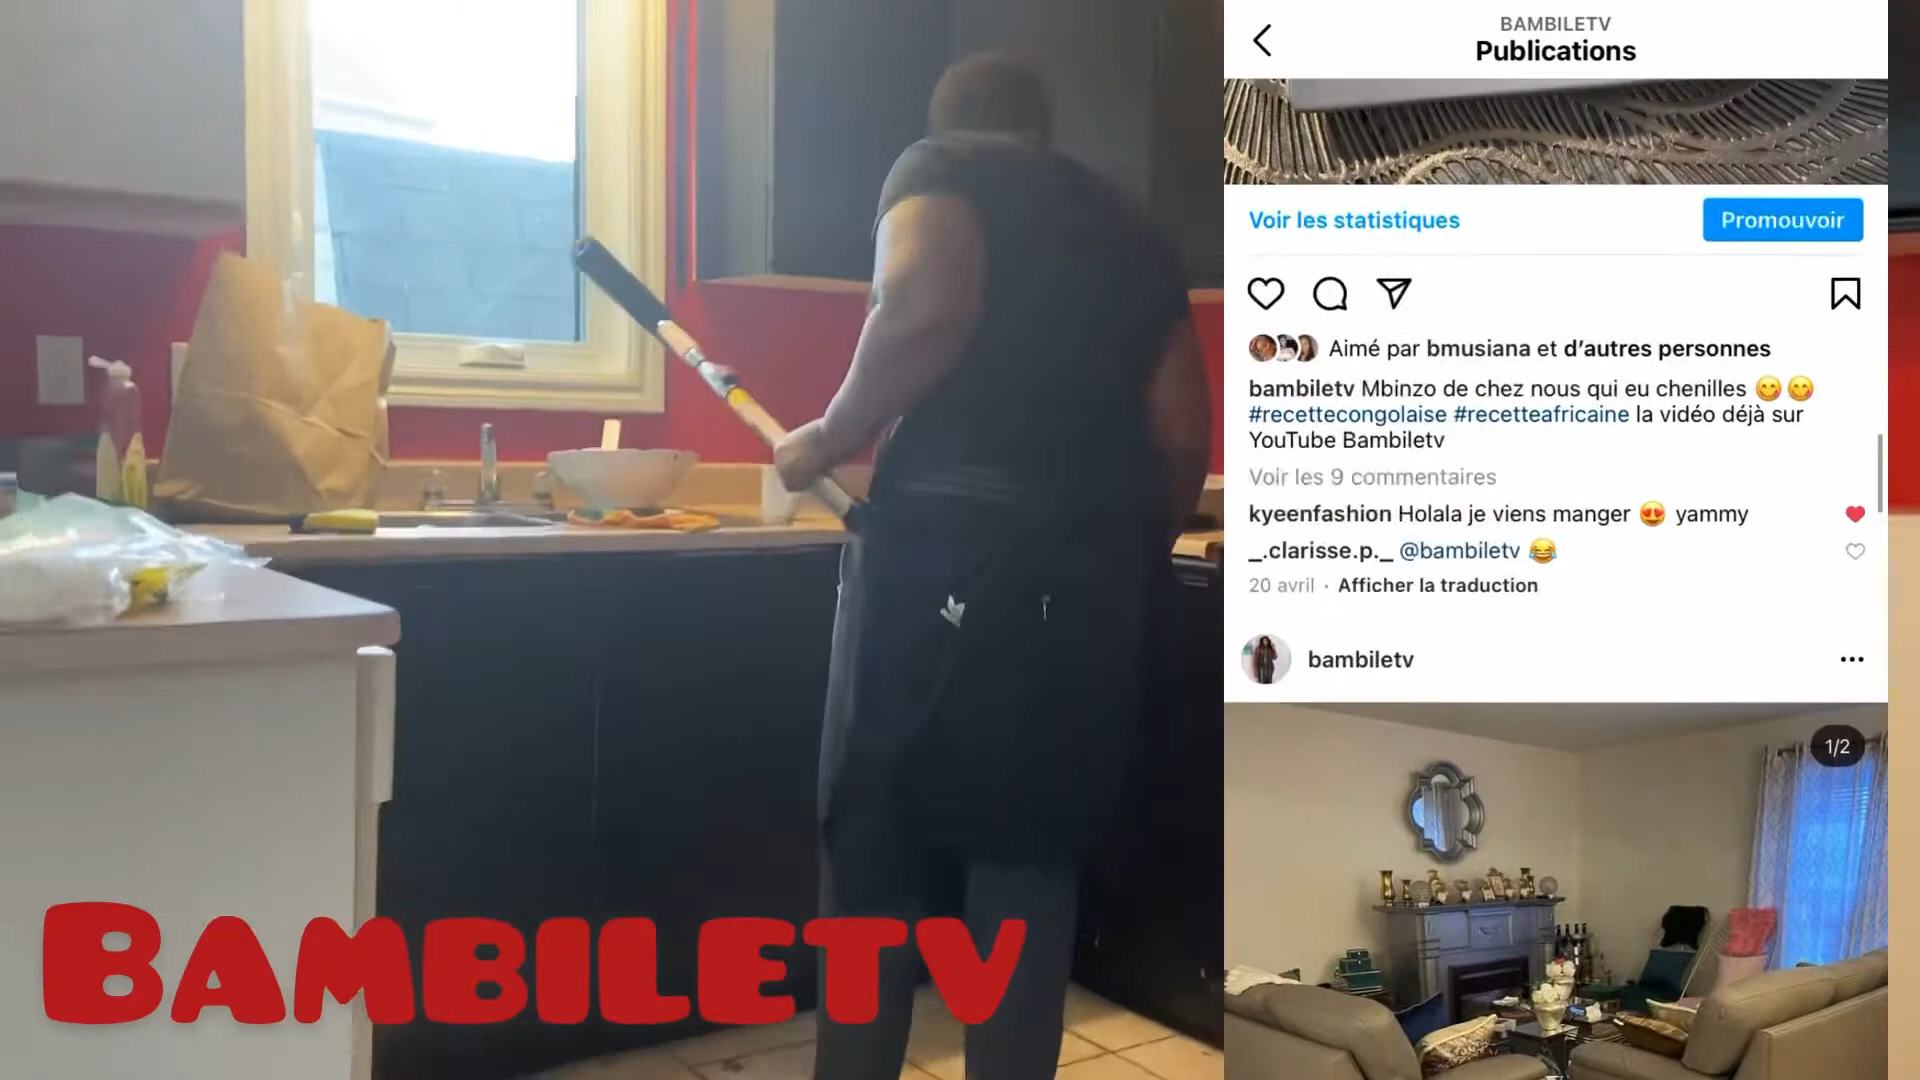 BAMBILETV
BAMBILETV
Publications
Voir les statistiques
Promouvoir
Aimé par bmusiana et d'autres personnes
bambiletv Mbinzo de chez nous qui eu chenilles 😋 😋
#recettecongolaise #recetteafricaine la vidéo déjà sur
YouTube Bambiletv
Voir les 9 commentaires
kyeenfashion Holala je viens manger 😍 yammy
_.clarisse.p._ @bambiletv 😂
20 avril · Afficher la traduction
bambiletv
1/2